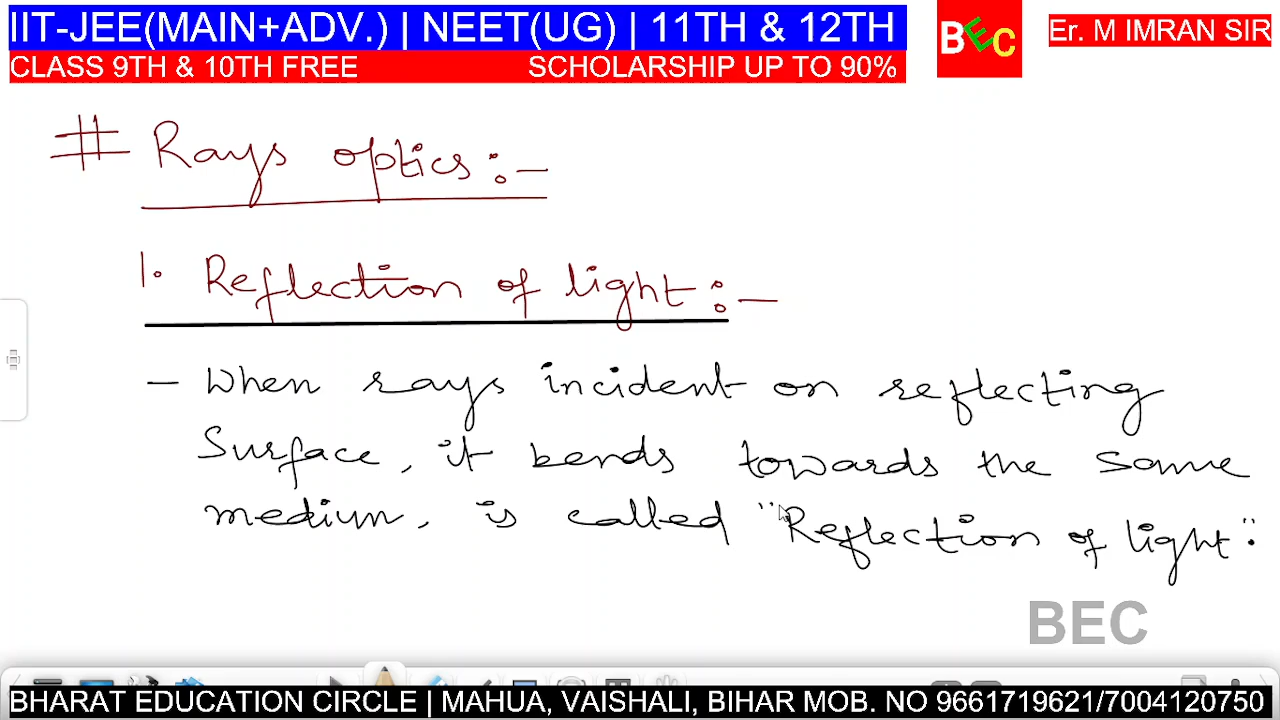 IIT-JEE(MAIN+ADV.) | NEET(UG) | 11TH & 12TH
CLASS 9TH & 10TH FREE SCHOLARSHIP UP TO 90%
BEC
Er. M IMRAN SIR
# Rays optics :-
1. Reflection of light :-
- When rays incident on reflecting
Surface, it bends towards the same
medium, is called "Reflection of light".
BEC
BHARAT EDUCATION CIRCLE | MAHUA, VAISHALI, BIHAR MOB. NO 9661719621/7004120750